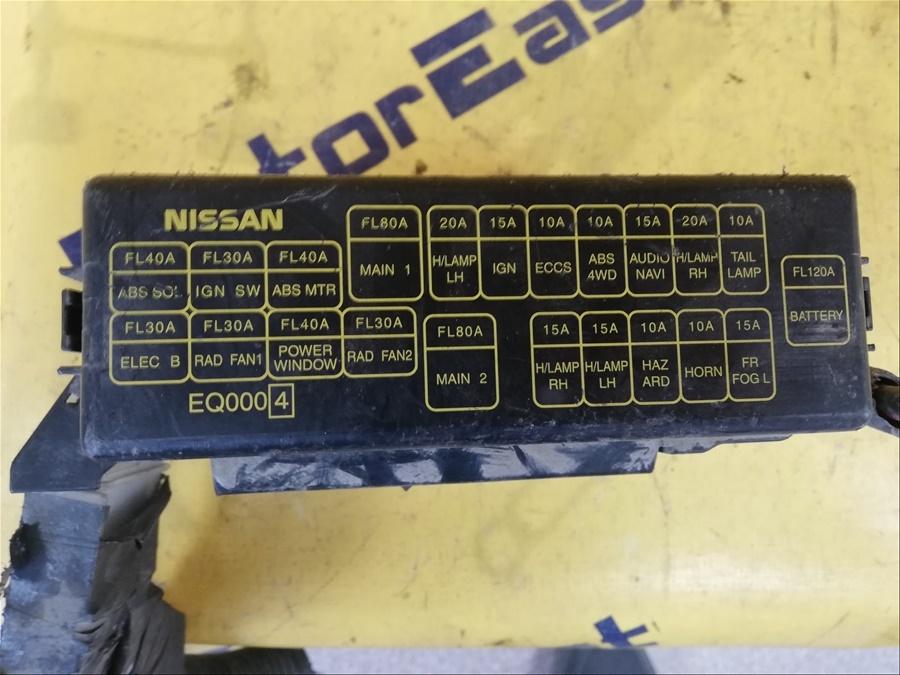 torEas
NISSAN
FL40A
ABS SOL
FL30A
IGN SW
FL40A
ABS MTR
FL80A
MAIN 1
20A
H/LAMP
LH
15A
IGN
10A
ECCS
10A
ABS
4WD
15A
AUDIO
NAVI
20A
H/LAMP
RH
10A
TAIL
LAMP
FL120A
BATTERY
FL30A
ELEC B
FL30A
RAD FAN1
FL40A
POWER
WINDOW
FL30A
RAD FAN2
FL80A
MAIN 2
15A
H/LAMP
RH
15A
H/LAMP
LH
10A
HAZ
ARD
10A
HORN
15A
FR
FOG L
EQ0004